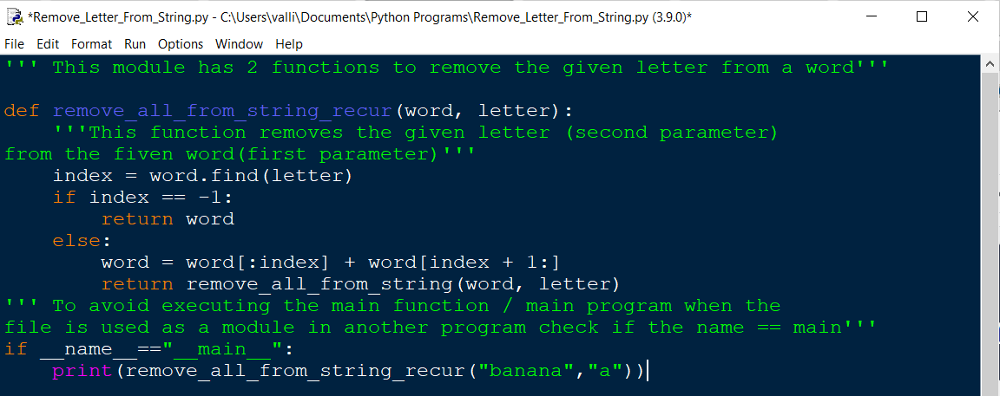 *Remove_Letter_From_String.py - C:\Users\valli\Documents\Python Programs\Remove_Letter_From_String.py (3.9.0)*
File Edit Format Run Options Window Help
''' This module has 2 functions to remove the given letter from a word'''
def remove_all_from_string_recur(word, letter):
    '''This function removes the given letter (second parameter)
from the fiven word(first parameter)'''
    index = word.find(letter)
    if index == -1:
        return word
    else:
        word = word[:index] + word[index + 1:]
        return remove_all_from_string(word, letter)
''' To avoid executing the main function / main program when the
file is used as a module in another program check if the name == main'''
if __name__=="__main__":
    print(remove_all_from_string_recur("banana","a"))